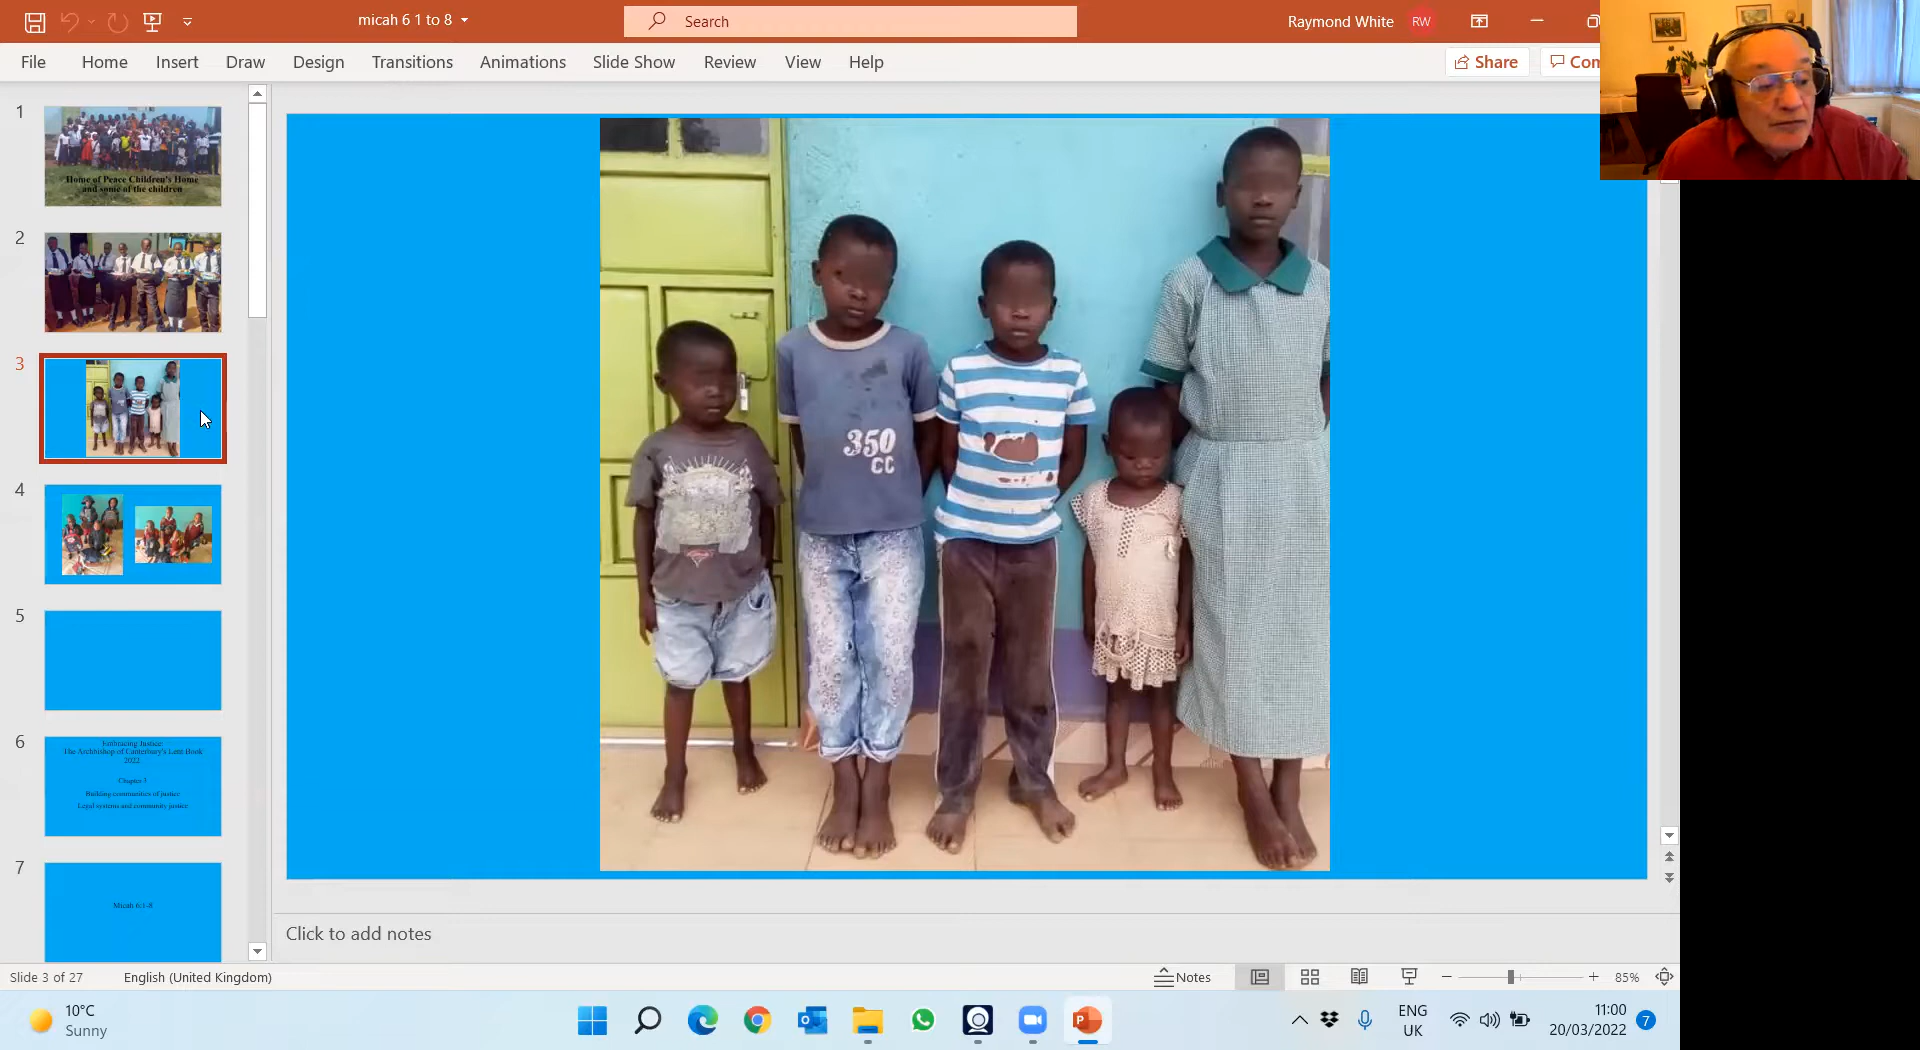 micah 6 1 to 8
Search
Raymond White
RW
File
Home
Insert
Draw
Design
Transitions
Animations
Slide Show
Review
View
Help
Share
1
Home of Peace Children's Home
and some of the children
2
3
4
5
6
Embracing Justice:
The Archbishop of Canterbury's Lent Book
2022
Chapter 3
Building communities of justice
Legal systems and community justice
7
Micah 6:1-8
350
CC
Click to add notes
Slide 3 of 27
English (United Kingdom)
Notes
85%
10°C
Sunny
ENG
UK
11:00
20/03/2022
7